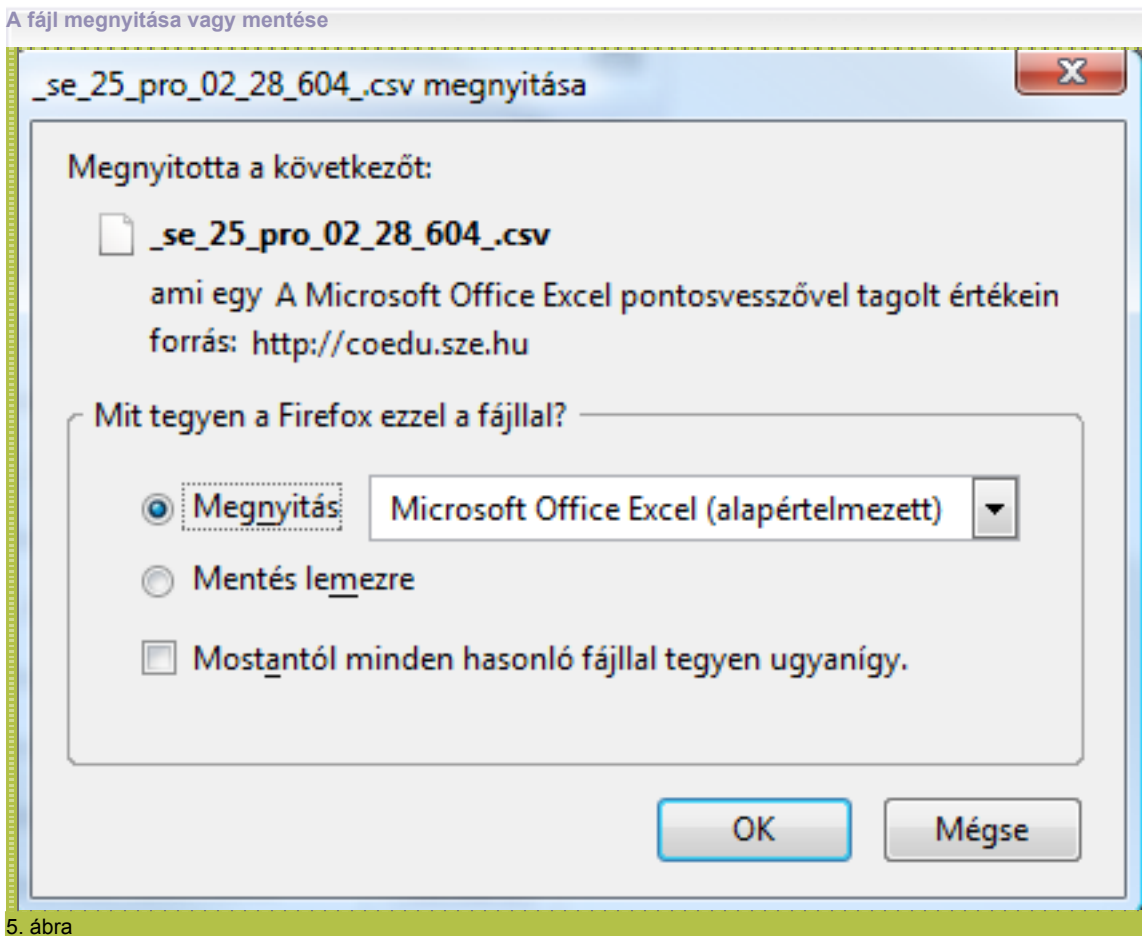 A fájl megnyitása vagy mentése
_se_25_pro_02_28_604_.csv megnyitása
X
Megnyitotta a következőt:
_se_25_pro_02_28_604_.csv
ami egy A Microsoft Office Excel pontosvesszővel tagolt értékein
forrás: http://coedu.sze.hu
Mit tegyen a Firefox ezzel a fájllal?
Megnyitás Microsoft Office Excel (alapértelmezett)
Mentés lemezre
Mostantól minden hasonló fájllal tegyen ugyanígy.
OK Mégse
5. ábra